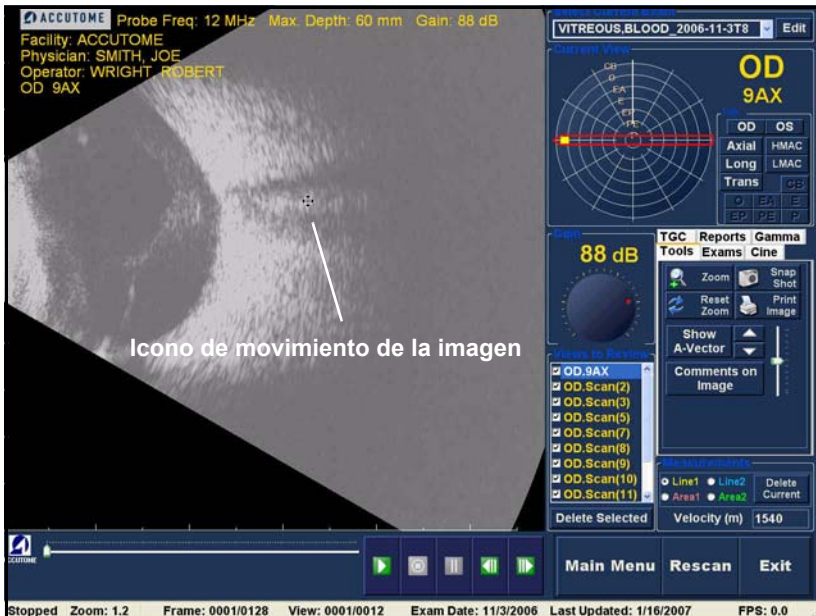 ACCUTOME Probe Freq: 12 MHz Max. Depth: 60 mm Gain: 88 dB
Facility: ACCUTOME
Physician: SMITH, JOE
Operator: WRIGHT, ROBERT
OD 9AX
Icono de movimiento de la imagen
Select Current Exam
VITREOUS,BLOOD_2006-11-3T8 Edit
Current View
CB
O
EA
E
EP
PE
P
OD
9AX
OD OS
Axial HMAC
Long LMAC
Trans CB
O EA E
EP PE P
Gain
88 dB
TGC Reports Gamma
Tools Exams Cine
Zoom Snap Shot
Reset Zoom Print Image
Show A-Vector
Comments on Image
Views to Review
OD.9AX
OD.Scan(2)
OD.Scan(3)
OD.Scan(5)
OD.Scan(7)
OD.Scan(8)
OD.Scan(9)
OD.Scan(10)
OD.Scan(11)
Delete Selected
Measurements
Line1 Line2 Delete Current
Area1 Area2
Velocity (m) 1540
ACCUTOME
Main Menu Rescan Exit
Stopped Zoom: 1.2 Frame: 0001/0128 View: 0001/0012 Exam Date: 11/3/2006 Last Updated: 1/16/2007 FPS: 0.0